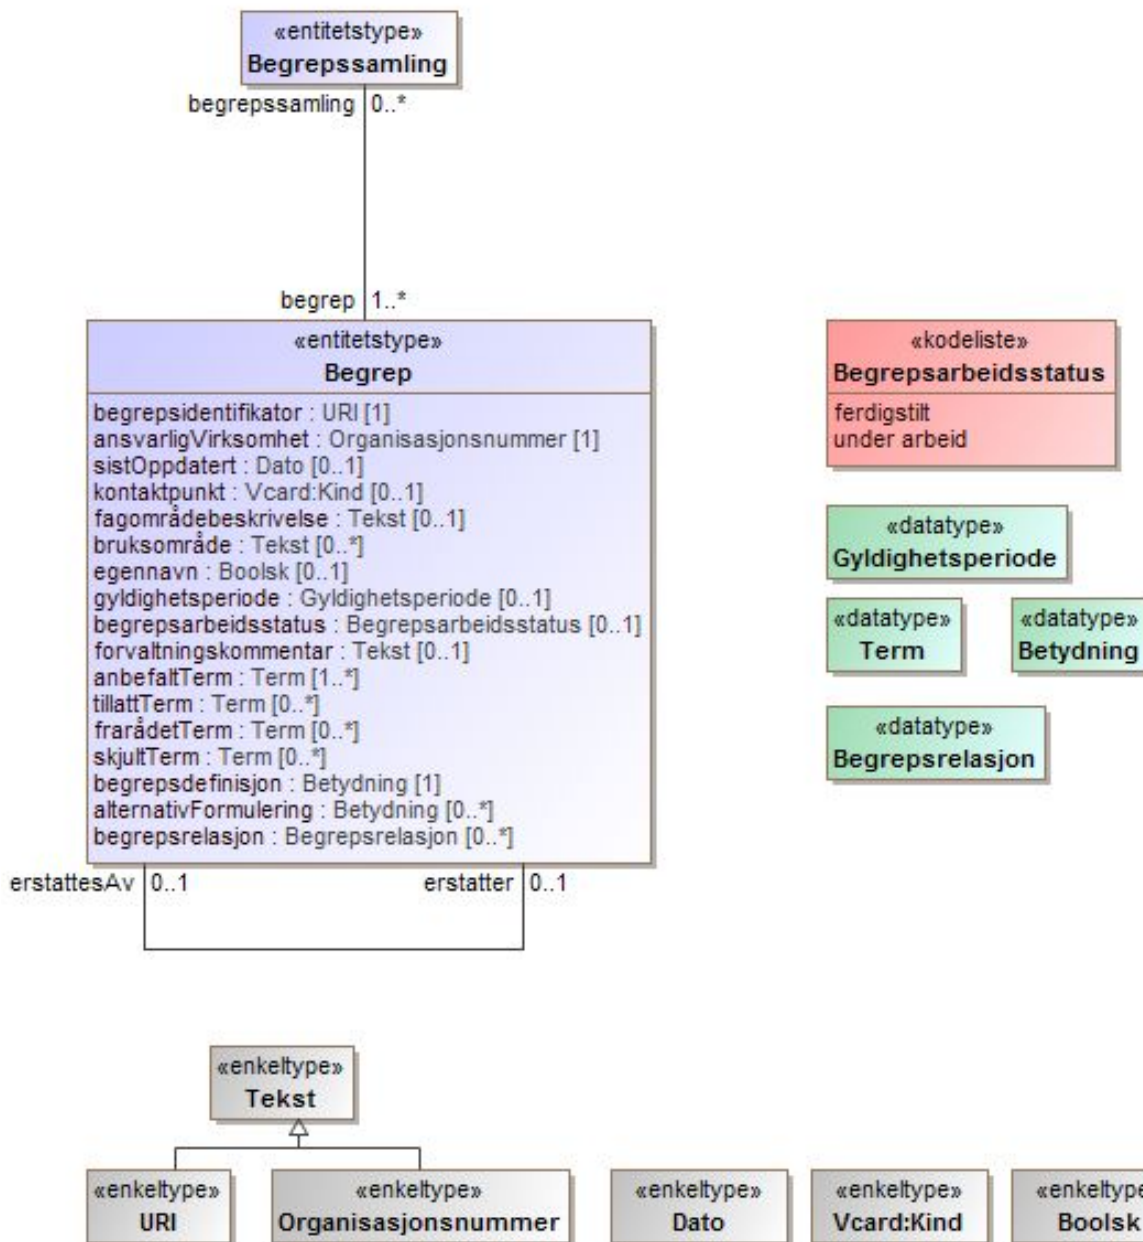 «entitetstype»
Begrepssamling
begrepssamling 0..*
begrep 1..*
«entitetstype»
Begrep
begrepsidentifikator : URI [1]
ansvarligVirksomhet : Organisasjonsnummer [1]
sistOppdatert : Dato [0..1]
kontaktpunkt : Vcard:Kind [0..1]
fagområdebeskrivelse : Tekst [0..1]
bruksområde : Tekst [0..*]
egennavn : Boolsk [0..1]
gyldighetsperiode : Gyldighetsperiode [0..1]
begrepsarbeidsstatus : Begrepsarbeidsstatus [0..1]
forvaltningskommentar : Tekst [0..1]
anbefaltTerm : Term [1..*]
tillattTerm : Term [0..*]
frarådetTerm : Term [0..*]
skjultTerm : Term [0..*]
begrepsdefinisjon : Betydning [1]
alternativFormulering : Betydning [0..*]
begrepsrelasjon : Begrepsrelasjon [0..*]
erstattesAv 0..1
erstatter 0..1
«kodeliste»
Begrepsarbeidsstatus
ferdigstilt
under arbeid
«datatype»
Gyldighetsperiode
«datatype»
Term
«datatype»
Betydning
«datatype»
Begrepsrelasjon
«enkeltype»
Tekst
«enkeltype»
URI
«enkeltype»
Organisasjonsnummer
«enkeltype»
Dato
«enkeltype»
Vcard:Kind
«enkeltype
Boolsk